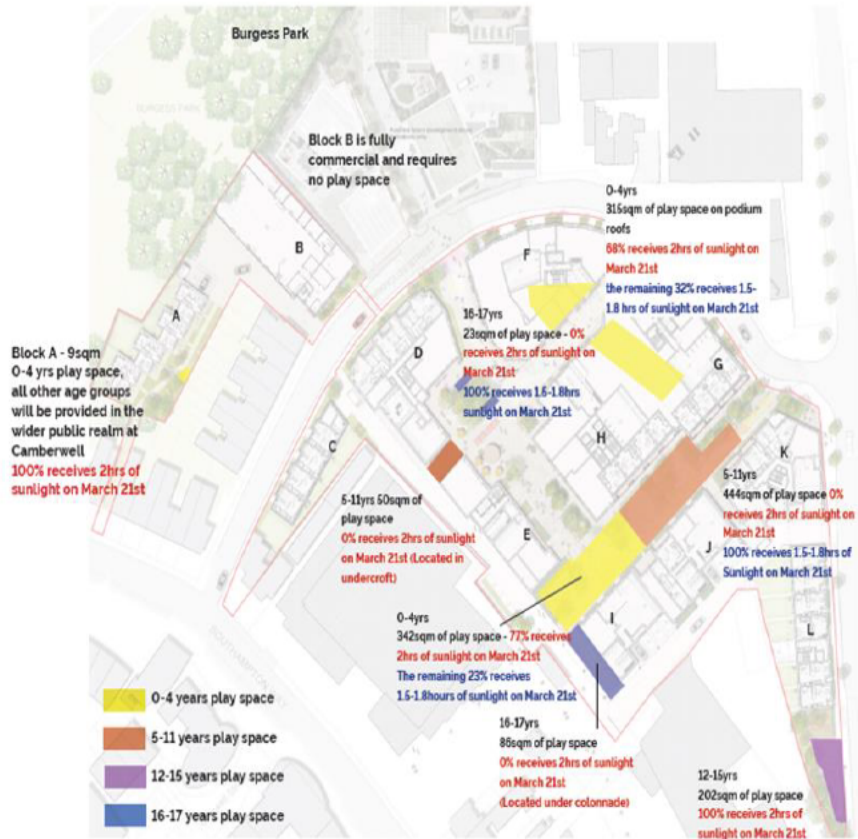 Burgess Park
BURGESS PARK
Block B is fully
commercial and requires
no play space
0-4yrs
315sqm of play space on podium
roofs
68% receives 2hrs of sunlight on
March 21st
the remaining 32% receives 1.5-
1.8 hrs of sunlight on March 21st
B
F
A
16-17yrs
23sqm of play space - 0%
receives 2hrs of sunlight on
March 21st
100% receives 1.5-1.8hrs
sunlight on March 21st
D
Block A - 9sqm
0-4 yrs play space,
all other age groups
will be provided in the
wider public realm at
Camberwell
100% receives 2hrs of
sunlight on March 21st
G
H
C
K
5-11yrs
444sqm of play space 0%
receives 2hrs of sunlight on
March 21st
100% receives 1.5-1.8hrs of
Sunlight on March 21st
5-11yrs 50sqm of
play space
0% receives 2hrs of sunlight
on March 21st (Located in
undercroft)
E
J
0-4yrs
342sqm of play space - 77% receives
2hrs of sunlight on March 21st
The remaining 23% receives
1.5-1.8hours of sunlight on March 21st
I
L
SOUTHAMPTON
0-4 years play space
5-11 years play space
12-15 years play space
16-17 years play space
16-17yrs
86sqm of play space
0% receives 2hrs of sunlight
on March 21st
(Located under colonnade)
12-15yrs
202sqm of play space
100% receives 2hrs of
sunlight on March 21st